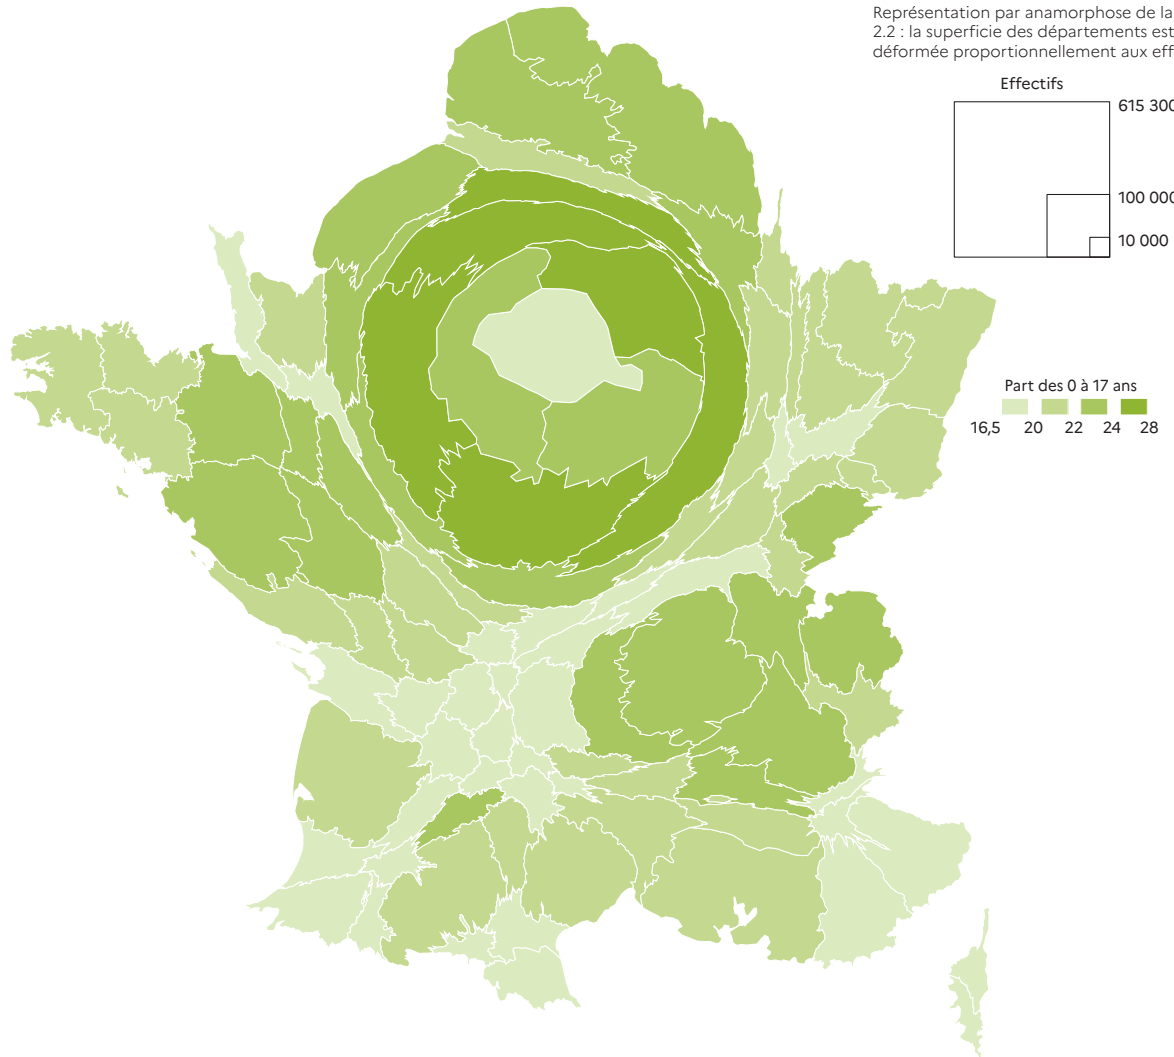 Représentation par anamorphose de la
2.2 : la superficie des départements est
déformée proportionnellement aux eff
Effectifs
615 300
100 000
10 000
Part des 0 à 17 ans
16,5 20 22 24 28